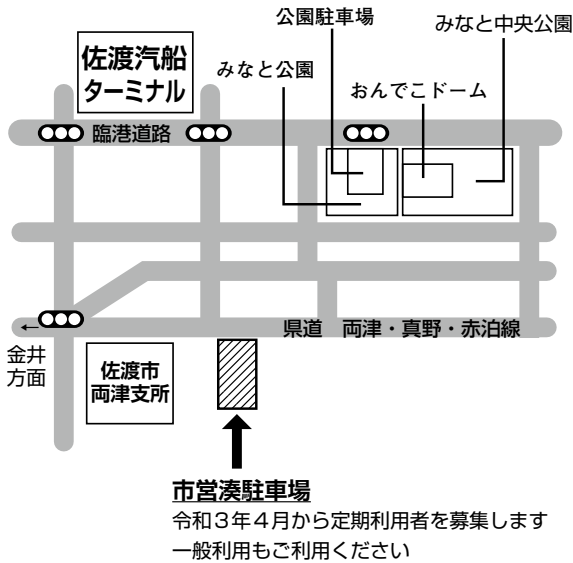 公園駐車場
みなと中央公園
佐渡汽船
ターミナル
みなと公園
おんでこドーム
臨港道路
県道 両津・真野・赤泊線
←
金井
方面
佐渡市
両津支所
市営湊駐車場
令和3年4月から定期利用者を募集します
一般利用もご利用ください